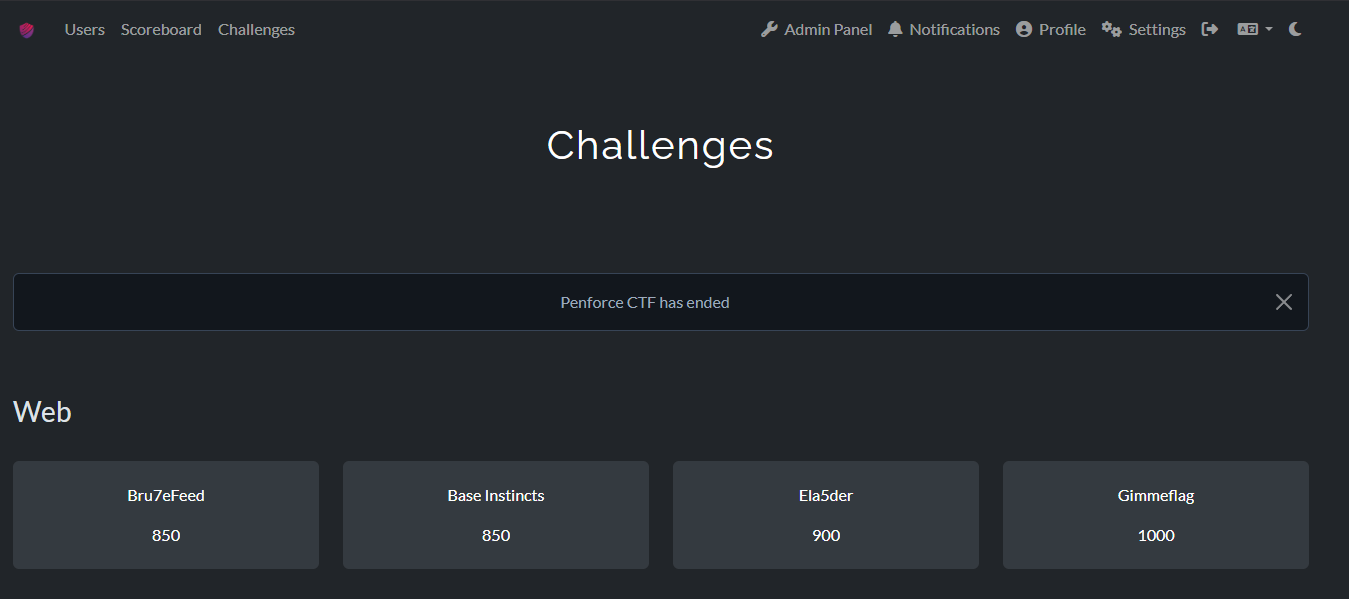 Users Scoreboard Challenges Admin Panel Notifications Profile Settings
Challenges
Penforce CTF has ended
Web
Bru7eFeed Base Instincts Ela5der Gimmeflag
850 850 900 1000